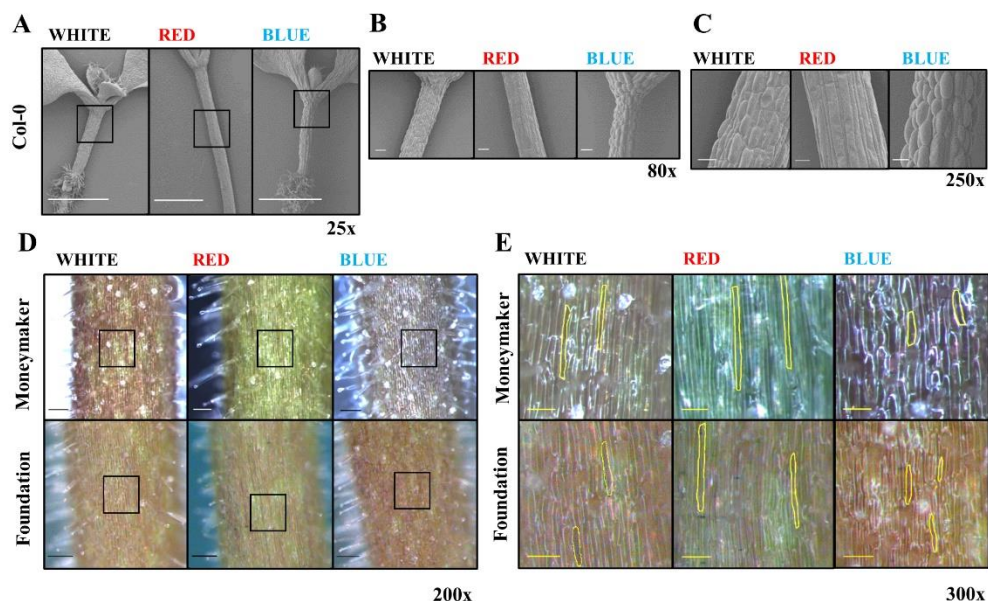 A
WHITE RED BLUE
Col-0
25x
B
WHITE RED BLUE
80x
C
WHITE RED BLUE
250x
D
WHITE RED BLUE
Moneymaker
Foundation
200x
E
WHITE RED BLUE
Moneymaker
Foundation
300x